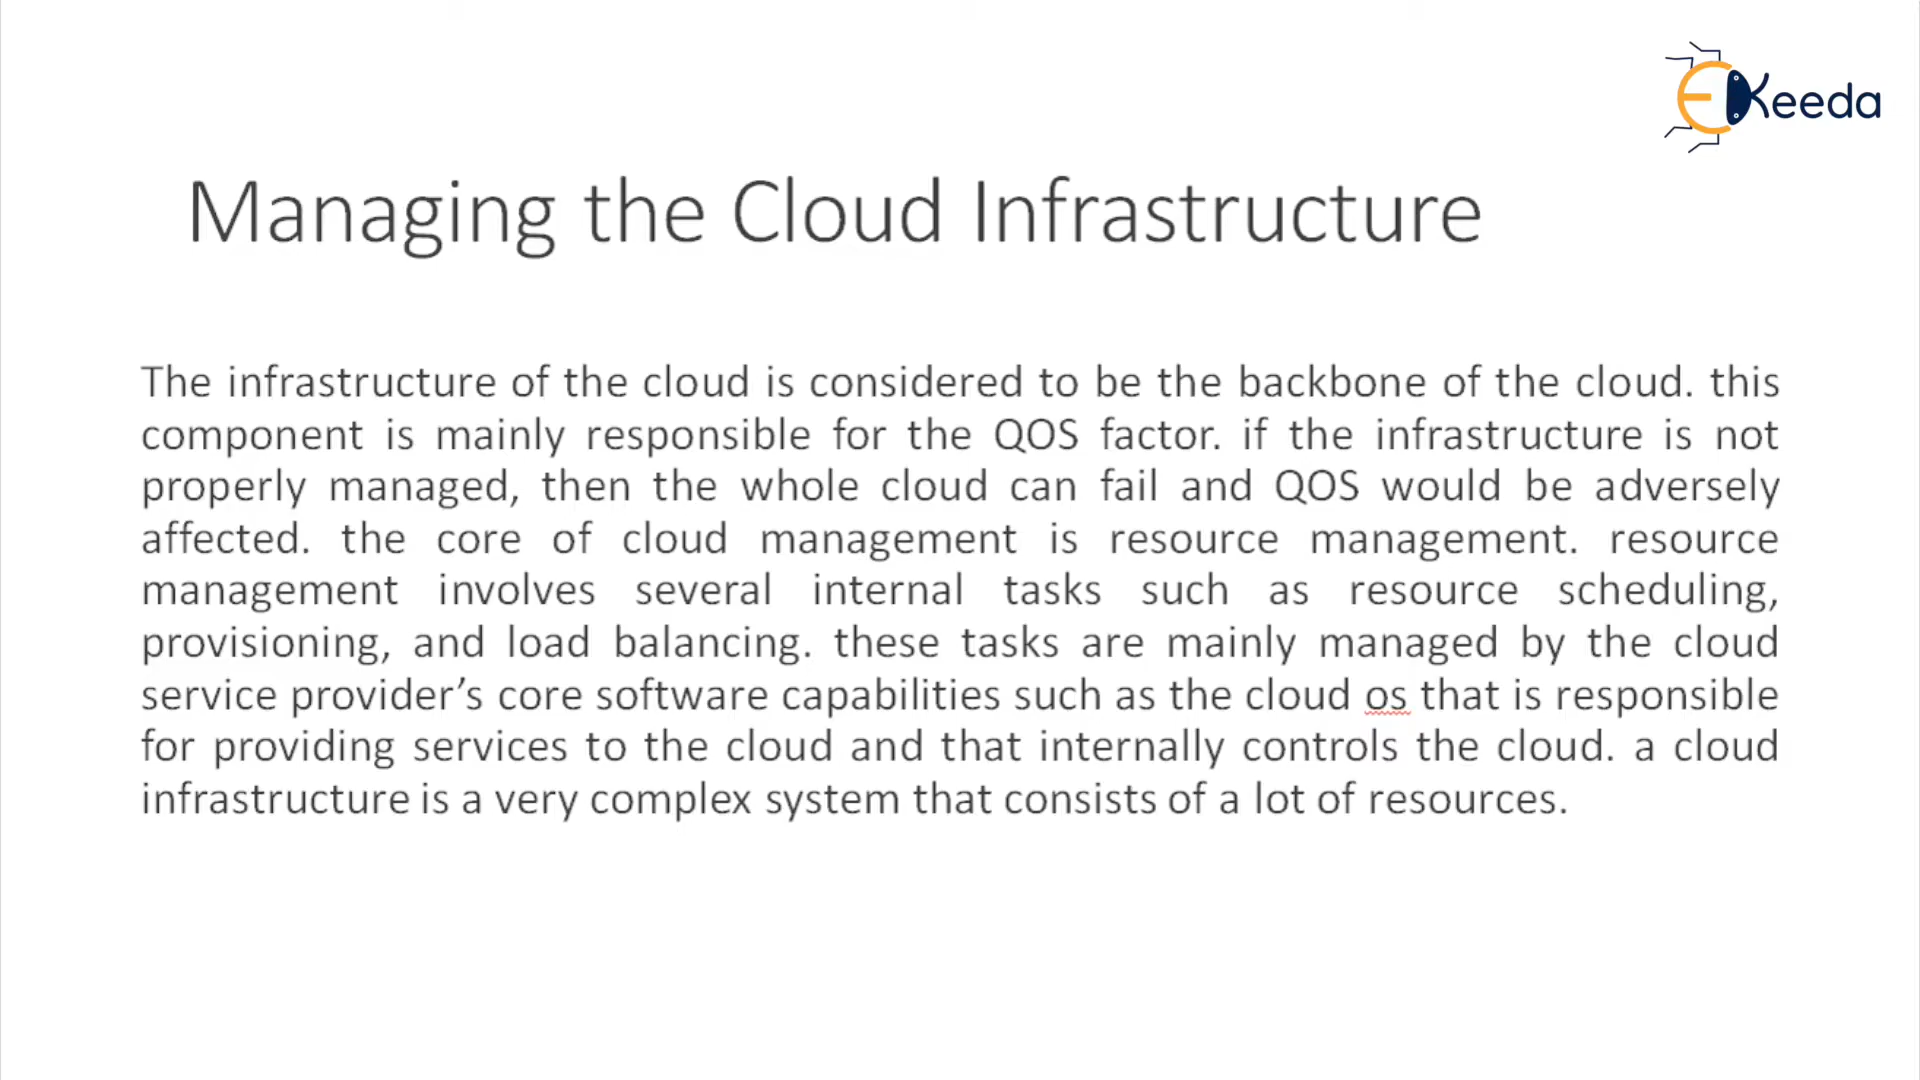 EKeeda
Managing the Cloud Infrastructure
The infrastructure of the cloud is considered to be the backbone of the cloud. this
component is mainly responsible for the QOS factor. if the infrastructure is not
properly managed, then the whole cloud can fail and QOS would be adversely
affected. the core of cloud management is resource management. resource
management involves several internal tasks such as resource scheduling,
provisioning, and load balancing. these tasks are mainly managed by the cloud
service provider’s core software capabilities such as the cloud os that is responsible
for providing services to the cloud and that internally controls the cloud. a cloud
infrastructure is a very complex system that consists of a lot of resources.